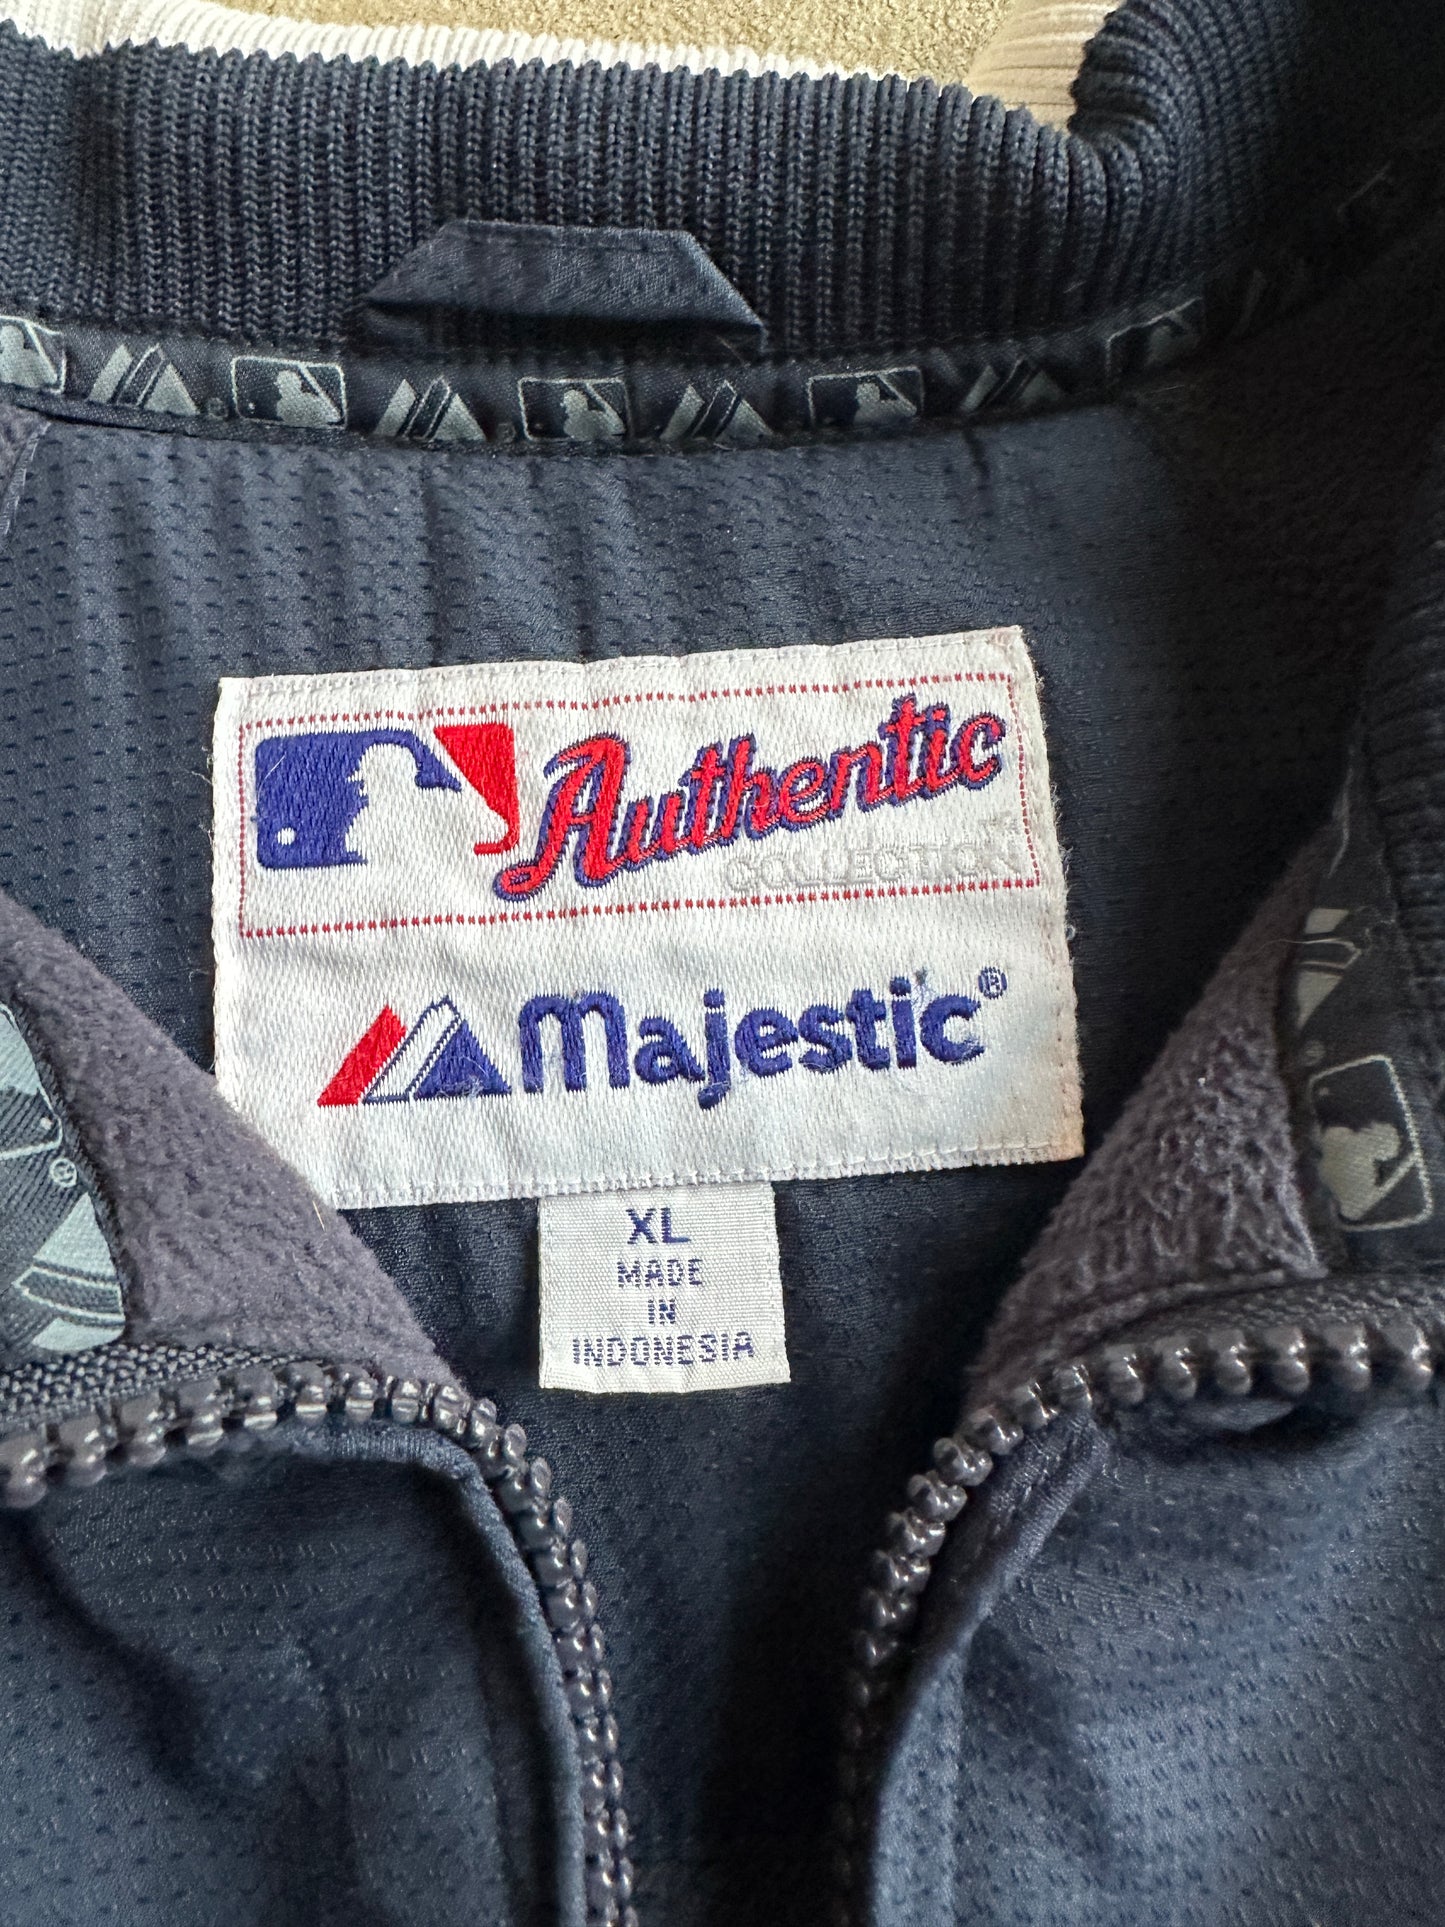 Authentic
COLLECTION
Majestic®
XL
MADE
IN
INDONESIA